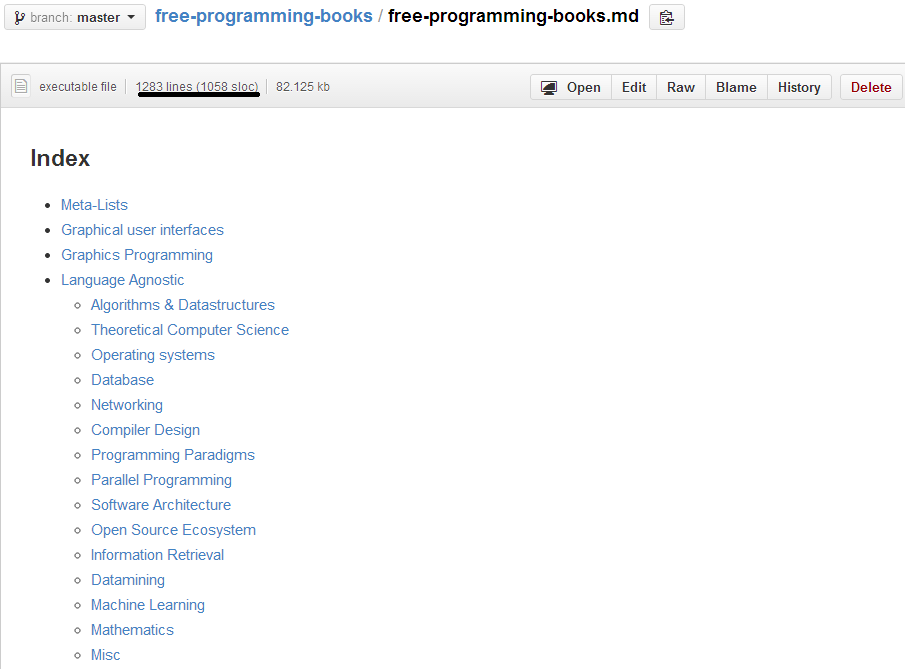 branch: master free-programming-books / free-programming-books.md
executable file 1283 lines (1058 sloc) 82.125 kb Open Edit Raw Blame History Delete
Index
Meta-Lists
Graphical user interfaces
Graphics Programming
Language Agnostic
Algorithms & Datastructures
Theoretical Computer Science
Operating systems
Database
Networking
Compiler Design
Programming Paradigms
Parallel Programming
Software Architecture
Open Source Ecosystem
Information Retrieval
Datamining
Machine Learning
Mathematics
Misc